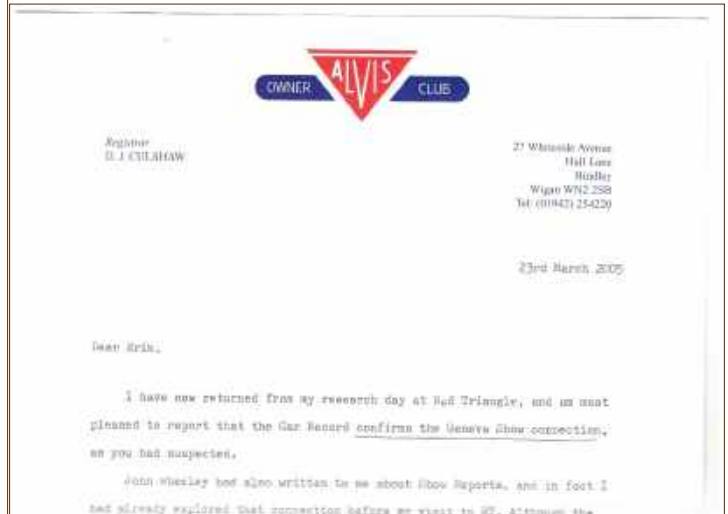 OWNER ALVIS CLUB
Registrar
D. J. CULSHAW
27 Whiteside Avenue
Hall Lane
Hindley
Wigan WN2
Tel: (01942)
23rd March 2005
Dear Erik,
I have now returned from my research day at Red Triangle, and am most
pleased to report that the Car Record confirms the Geneva Show connection,
as you had suspected.
John Wheeley had also written to me about Show Reports, and in fact I
had already explored that connection before my visit to RT. Although the